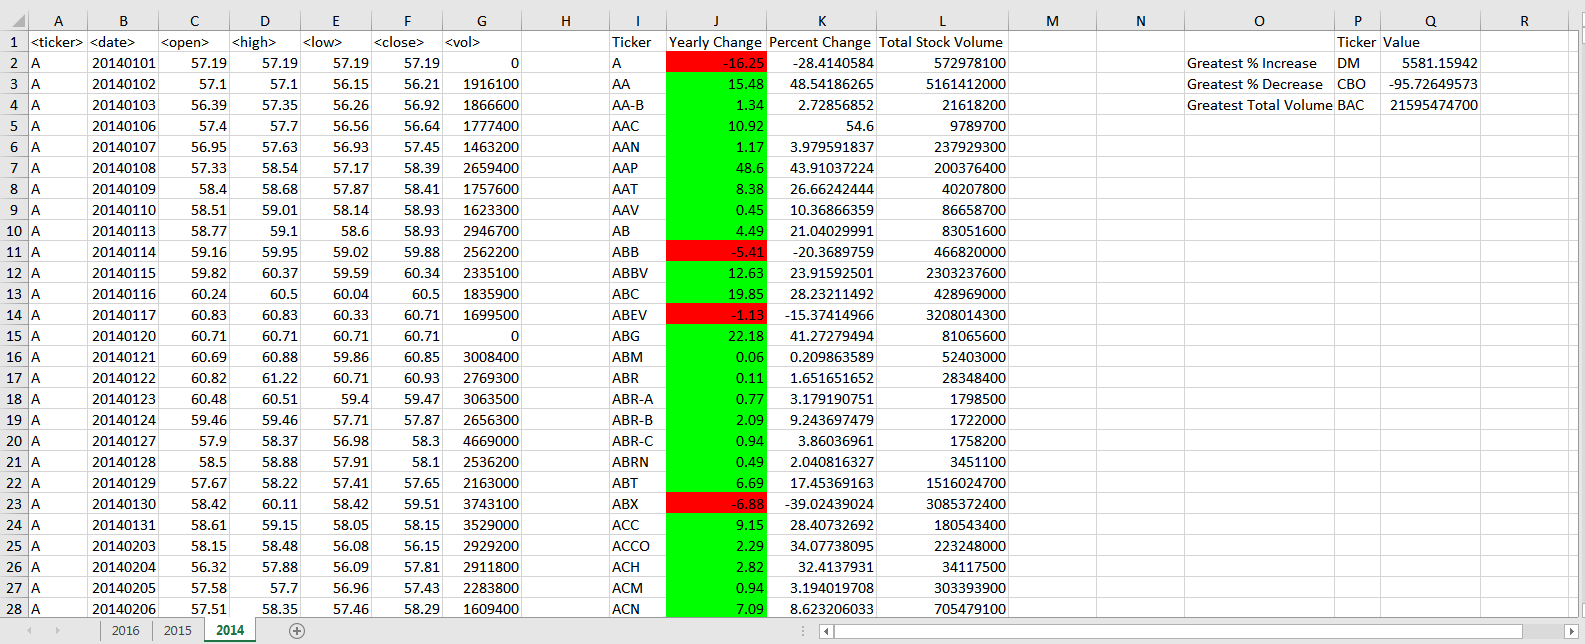 A B C D E F G H I J K L M N O P Q R
1 <ticker> <date> <open> <high> <low> <close> <vol> Ticker Yearly Change Percent Change Total Stock Volume Ticker Value
2 A 20140101 57.19 57.19 57.19 57.19 0 A -16.25 -28.4140584 572978100 Greatest % Increase DM 5581.15942
3 A 20140102 57.1 57.1 56.15 56.21 1916100 AA 15.48 48.54186265 5161412000 Greatest % Decrease CBO -95.72649573
4 A 20140103 56.39 57.35 56.26 56.92 1866600 AA-B 1.34 2.72856852 21618200 Greatest Total Volume BAC 21595474700
5 A 20140106 57.4 57.7 56.56 56.64 1777400 AAC 10.92 54.6 9789700
6 A 20140107 56.95 57.63 56.93 57.45 1463200 AAN 1.17 3.979591837 237929300
7 A 20140108 57.33 58.54 57.17 58.39 2659400 AAP 48.6 43.91037224 200376400
8 A 20140109 58.4 58.68 57.87 58.41 1757600 AAT 8.38 26.66242444 40207800
9 A 20140110 58.51 59.01 58.14 58.93 1623300 AAV 0.45 10.36866359 86658700
10 A 20140113 58.77 59.1 58.6 58.93 2946700 AB 4.49 21.04029991 83051600
11 A 20140114 59.16 59.95 59.02 59.88 2562200 ABB -5.41 -20.3689759 466820000
12 A 20140115 59.82 60.37 59.59 60.34 2335100 ABBV 12.63 23.91592501 2303237600
13 A 20140116 60.24 60.5 60.04 60.5 1835900 ABC 19.85 28.23211492 428969000
14 A 20140117 60.83 60.83 60.33 60.71 1699500 ABEV -1.13 -15.37414966 3208014300
15 A 20140120 60.71 60.71 60.71 60.71 0 ABG 22.18 41.27279494 81065600
16 A 20140121 60.69 60.88 59.86 60.85 3008400 ABM 0.06 0.209863589 52403000
17 A 20140122 60.82 61.22 60.71 60.93 2769300 ABR 0.11 1.651651652 28348400
18 A 20140123 60.48 60.51 59.4 59.47 3063500 ABR-A 0.77 3.179190751 1798500
19 A 20140124 59.46 59.46 57.71 57.87 2656300 ABR-B 2.09 9.243697479 1722000
20 A 20140127 57.9 58.37 56.98 58.3 4669000 ABR-C 0.94 3.86036961 1758200
21 A 20140128 58.5 58.88 57.91 58.1 2536200 ABRN 0.49 2.040816327 3451100
22 A 20140129 57.67 58.22 57.41 57.65 2163000 ABT 6.69 17.45369163 1516024700
23 A 20140130 58.42 60.11 58.42 59.51 3743100 ABX -6.88 -39.02439024 3085372400
24 A 20140131 58.61 59.15 58.05 58.15 3529000 ACC 9.15 28.40732692 180543400
25 A 20140203 58.15 58.48 56.08 56.15 2929200 ACCO 2.29 34.07738095 223248000
26 A 20140204 56.32 57.88 56.09 57.81 2911800 ACH 2.82 32.4137931 34117500
27 A 20140205 57.58 57.7 56.96 57.43 2283800 ACM 0.94 3.194019708 303393900
28 A 20140206 57.51 58.35 57.46 58.29 1609400 ACN 7.09 8.623206033 705479100
2016 2015 2014